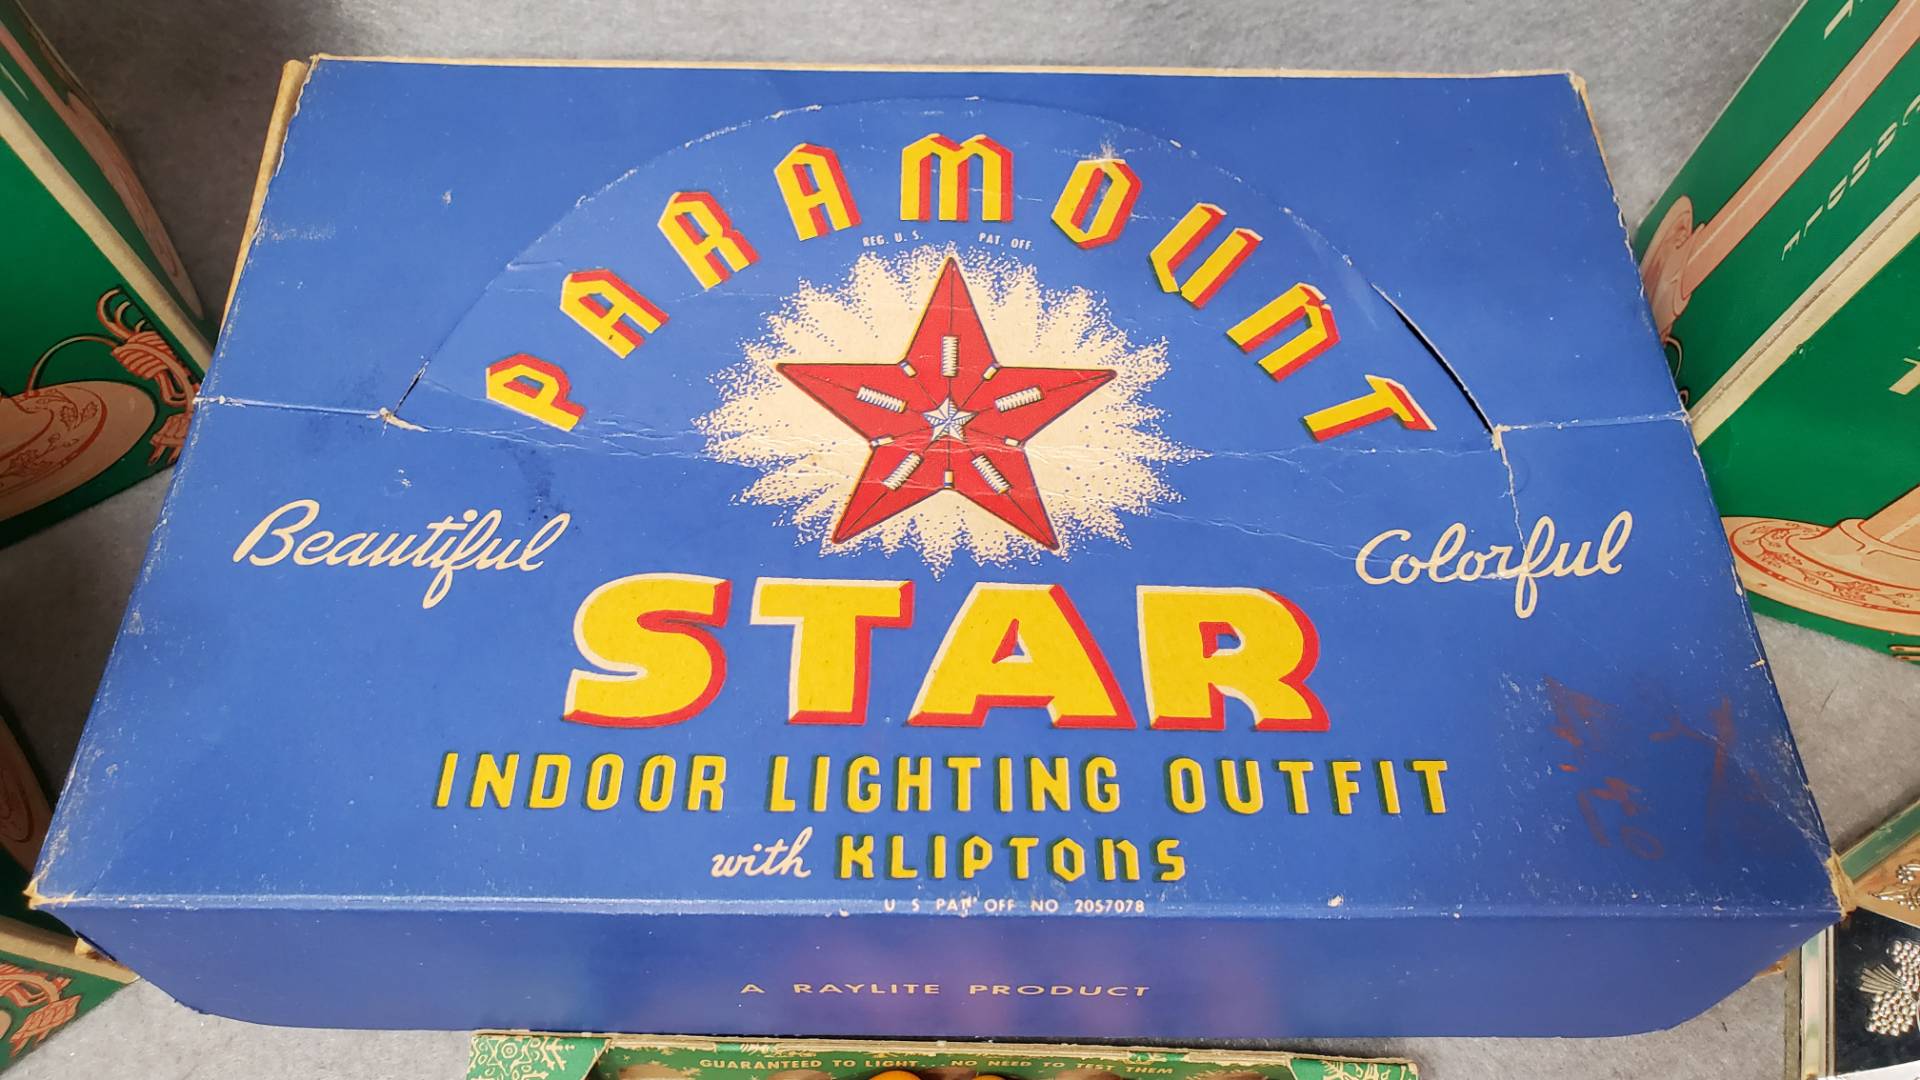 PARAMOUNT
REG. U. S. PAT. OFF.
Beautiful
Colorful
STAR
INDOOR LIGHTING OUTFIT
with KLIPTONS
U S PAT OFF NO 2057078
A RAYLITE PRODUCT
GUARANTEED TO LIGHT... NO NEED TO TEST THEM